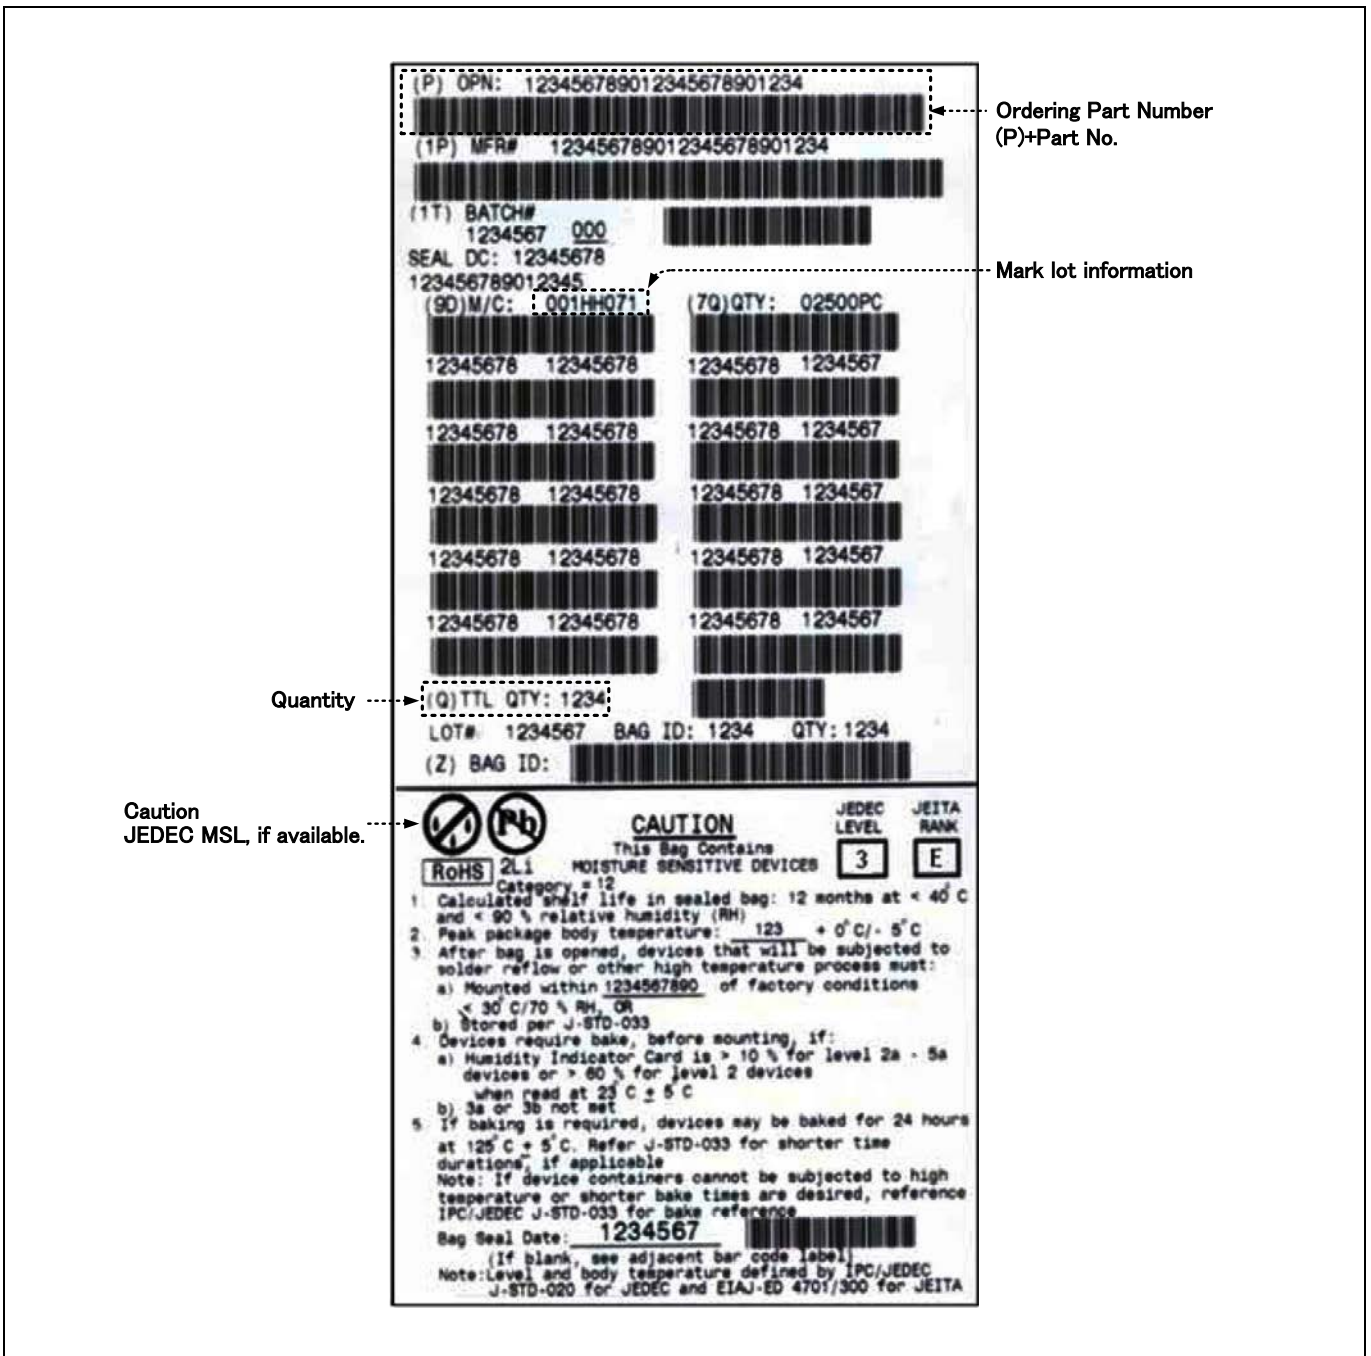 (P) OPN: 123456789012345678901234
Ordering Part Number
(P)+Part No.
(1P) MFR# 123456789012345678901234
(1T) BATCH#
1234567 000
SEAL DC: 12345678
Mark lot information
123456789012345
(9D)M/C: 001HH071 (7Q)QTY: 02500PC
12345678 12345678 12345678 1234567
12345678 12345678 12345678 1234567
12345678 12345678 12345678 1234567
12345678 12345678 12345678 1234567
12345678 12345678 12345678 1234567
Quantity
(Q)TTL QTY: 1234
LOT#: 1234567 BAG ID: 1234 QTY: 1234
(Z) BAG ID:
Caution
JEDEC MSL, if available.
Pb
RoHS 2Li
Category = 12
CAUTION
This Bag Contains
MOISTURE SENSITIVE DEVICES
JEDEC LEVEL
3
JEITA RANK
E
1. Calculated shelf life in sealed bag: 12 months at < 40°C
and < 90 % relative humidity (RH)
2. Peak package body temperature: 123 + 0°C/- 5°C
3. After bag is opened, devices that will be subjected to
solder reflow or other high temperature process must:
a) Mounted within 1234567890 of factory conditions
< 30°C/70 % RH, OR
b) Stored per J-STD-033
4. Devices require bake, before mounting, if:
a) Humidity Indicator Card is > 10 % for level 2a - 5a
devices or > 60 % for level 2 devices
when read at 23°C ± 5°C
b) 3a or 3b not met
5. If baking is required, devices may be baked for 24 hours
at 125°C ± 5°C. Refer J-STD-033 for shorter time
durations, if applicable
Note: If device containers cannot be subjected to high
temperature or shorter bake times are desired, reference
IPC/JEDEC J-STD-033 for bake reference
Bag Seal Date: 1234567
(If blank, see adjacent bar code label)
Note:Level and body temperature defined by IPC/JEDEC
J-STD-020 for JEDEC and EIAJ-ED 4701/300 for JEITA